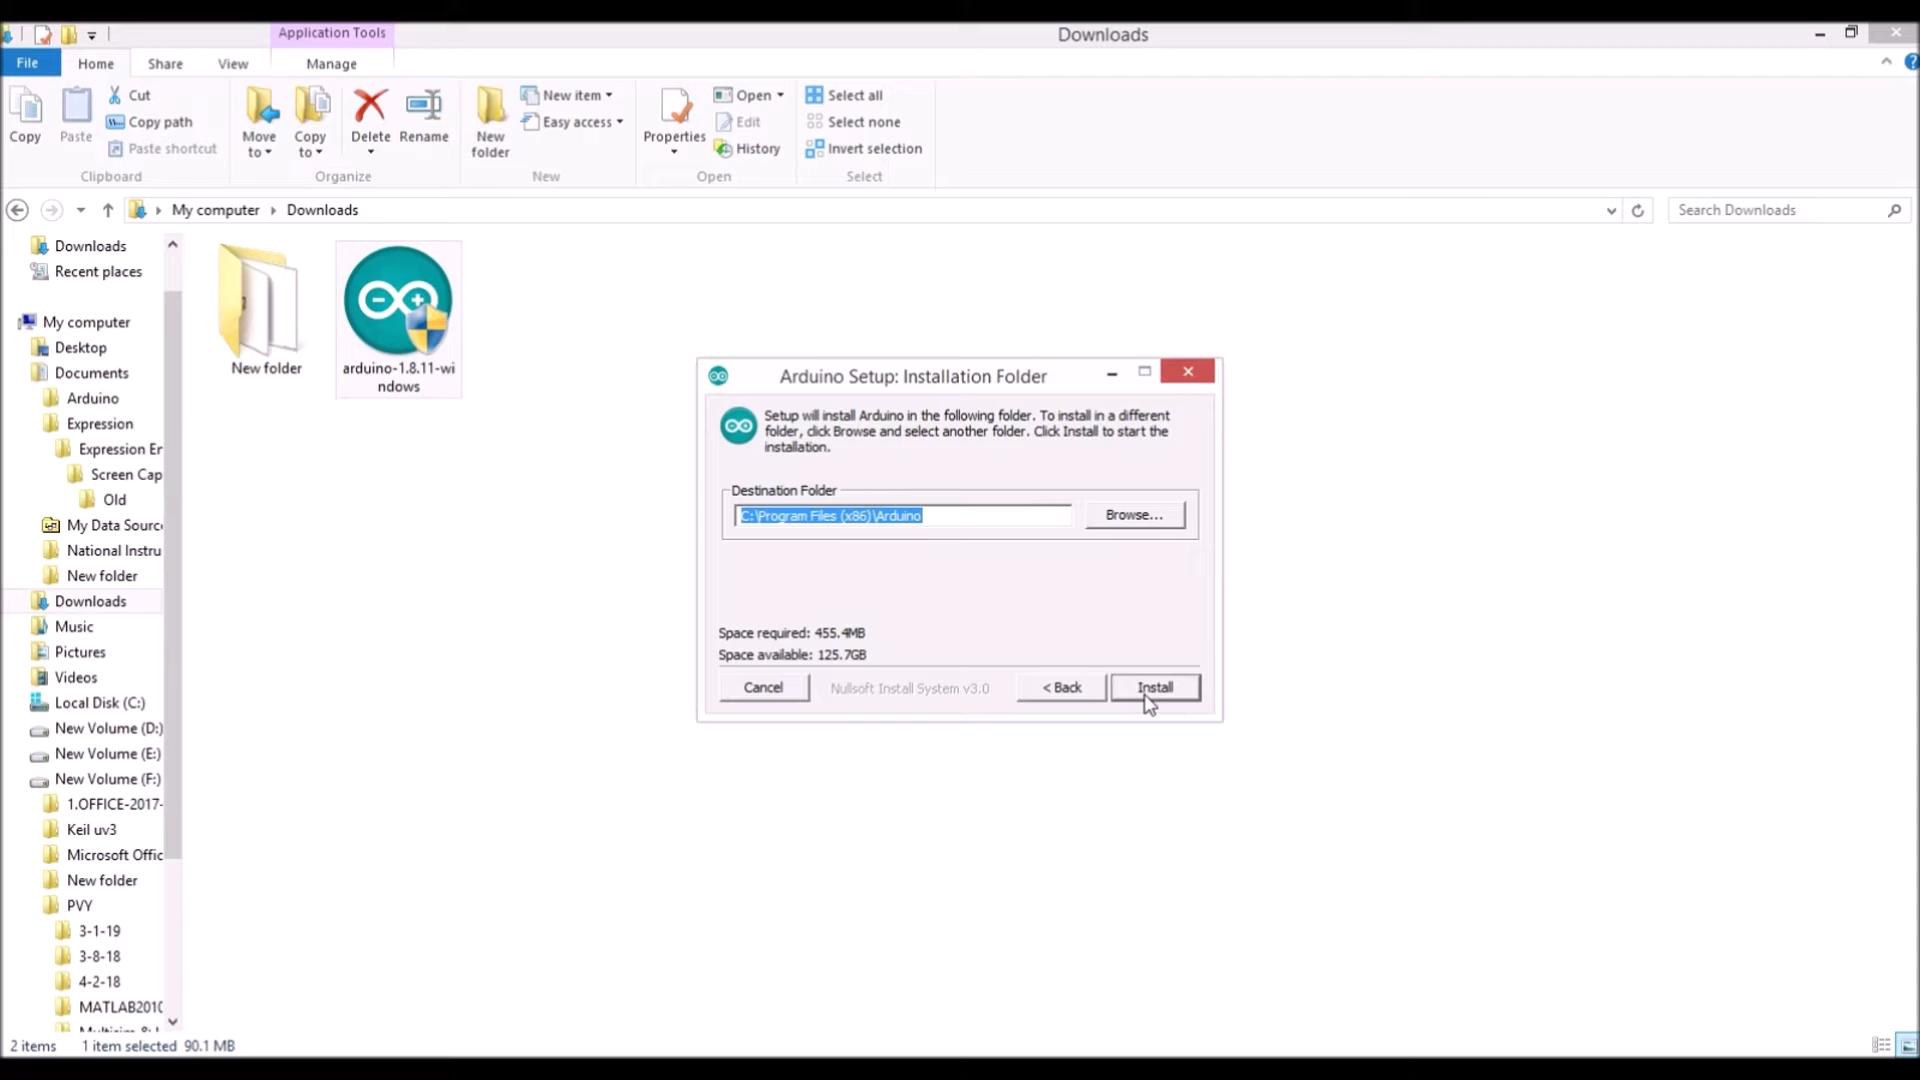 Application Tools
Downloads
File
Home
Share
View
Manage
Copy
Paste
Cut
Copy path
Paste shortcut
Clipboard
Move to
Copy to
Delete
Rename
Organize
New folder
New item
Easy access
New
Properties
Open
Edit
History
Open
Select all
Select none
Invert selection
Select
My computer
Downloads
Search Downloads
Downloads
Recent places
My computer
Desktop
Documents
Arduino
Expression
Expression Er
Screen Cap
Old
My Data Sourc
National Instru
New folder
Downloads
Music
Pictures
Videos
Local Disk (C:)
New Volume (D:)
New Volume (E:)
New Volume (F:)
1.OFFICE-2017-
Keil uv3
Microsoft Offic
New folder
PVY
3-1-19
3-8-18
4-2-18
MATLAB2010
New folder
arduino-1.8.11-wi
ndows
Arduino Setup: Installation Folder
Setup will install Arduino in the following folder. To install in a different
folder, click Browse and select another folder. Click Install to start the
installation.
Destination Folder
C:\Program Files (x86)\Arduino
Browse...
Space required: 455.4MB
Space available: 125.7GB
Cancel
Nullsoft Install System v3.0
< Back
Install
2 items
1 item selected 90.1 MB